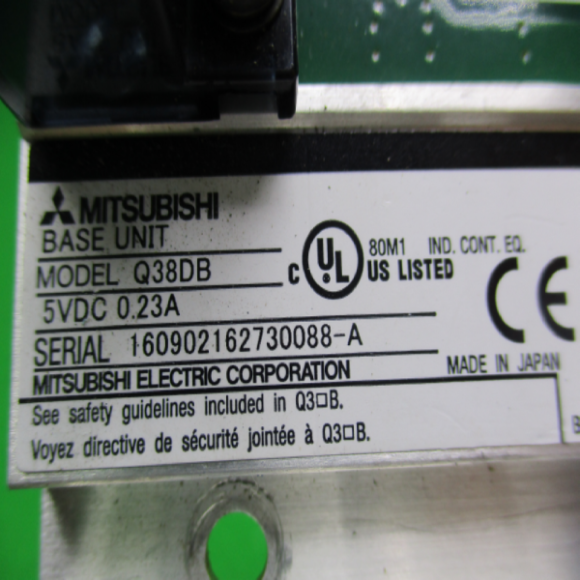 MITSUBISHI
BASE UNIT
MODEL Q38DB
5VDC 0.23A
SERIAL 160902162730088-A
MITSUBISHI ELECTRIC CORPORATION
C UL US LISTED
80M1 IND. CONT. EQ.
CE
MADE IN JAPAN
See safety guidelines included in Q3□B.
Voyez directive de sécurité jointée à Q3□B.